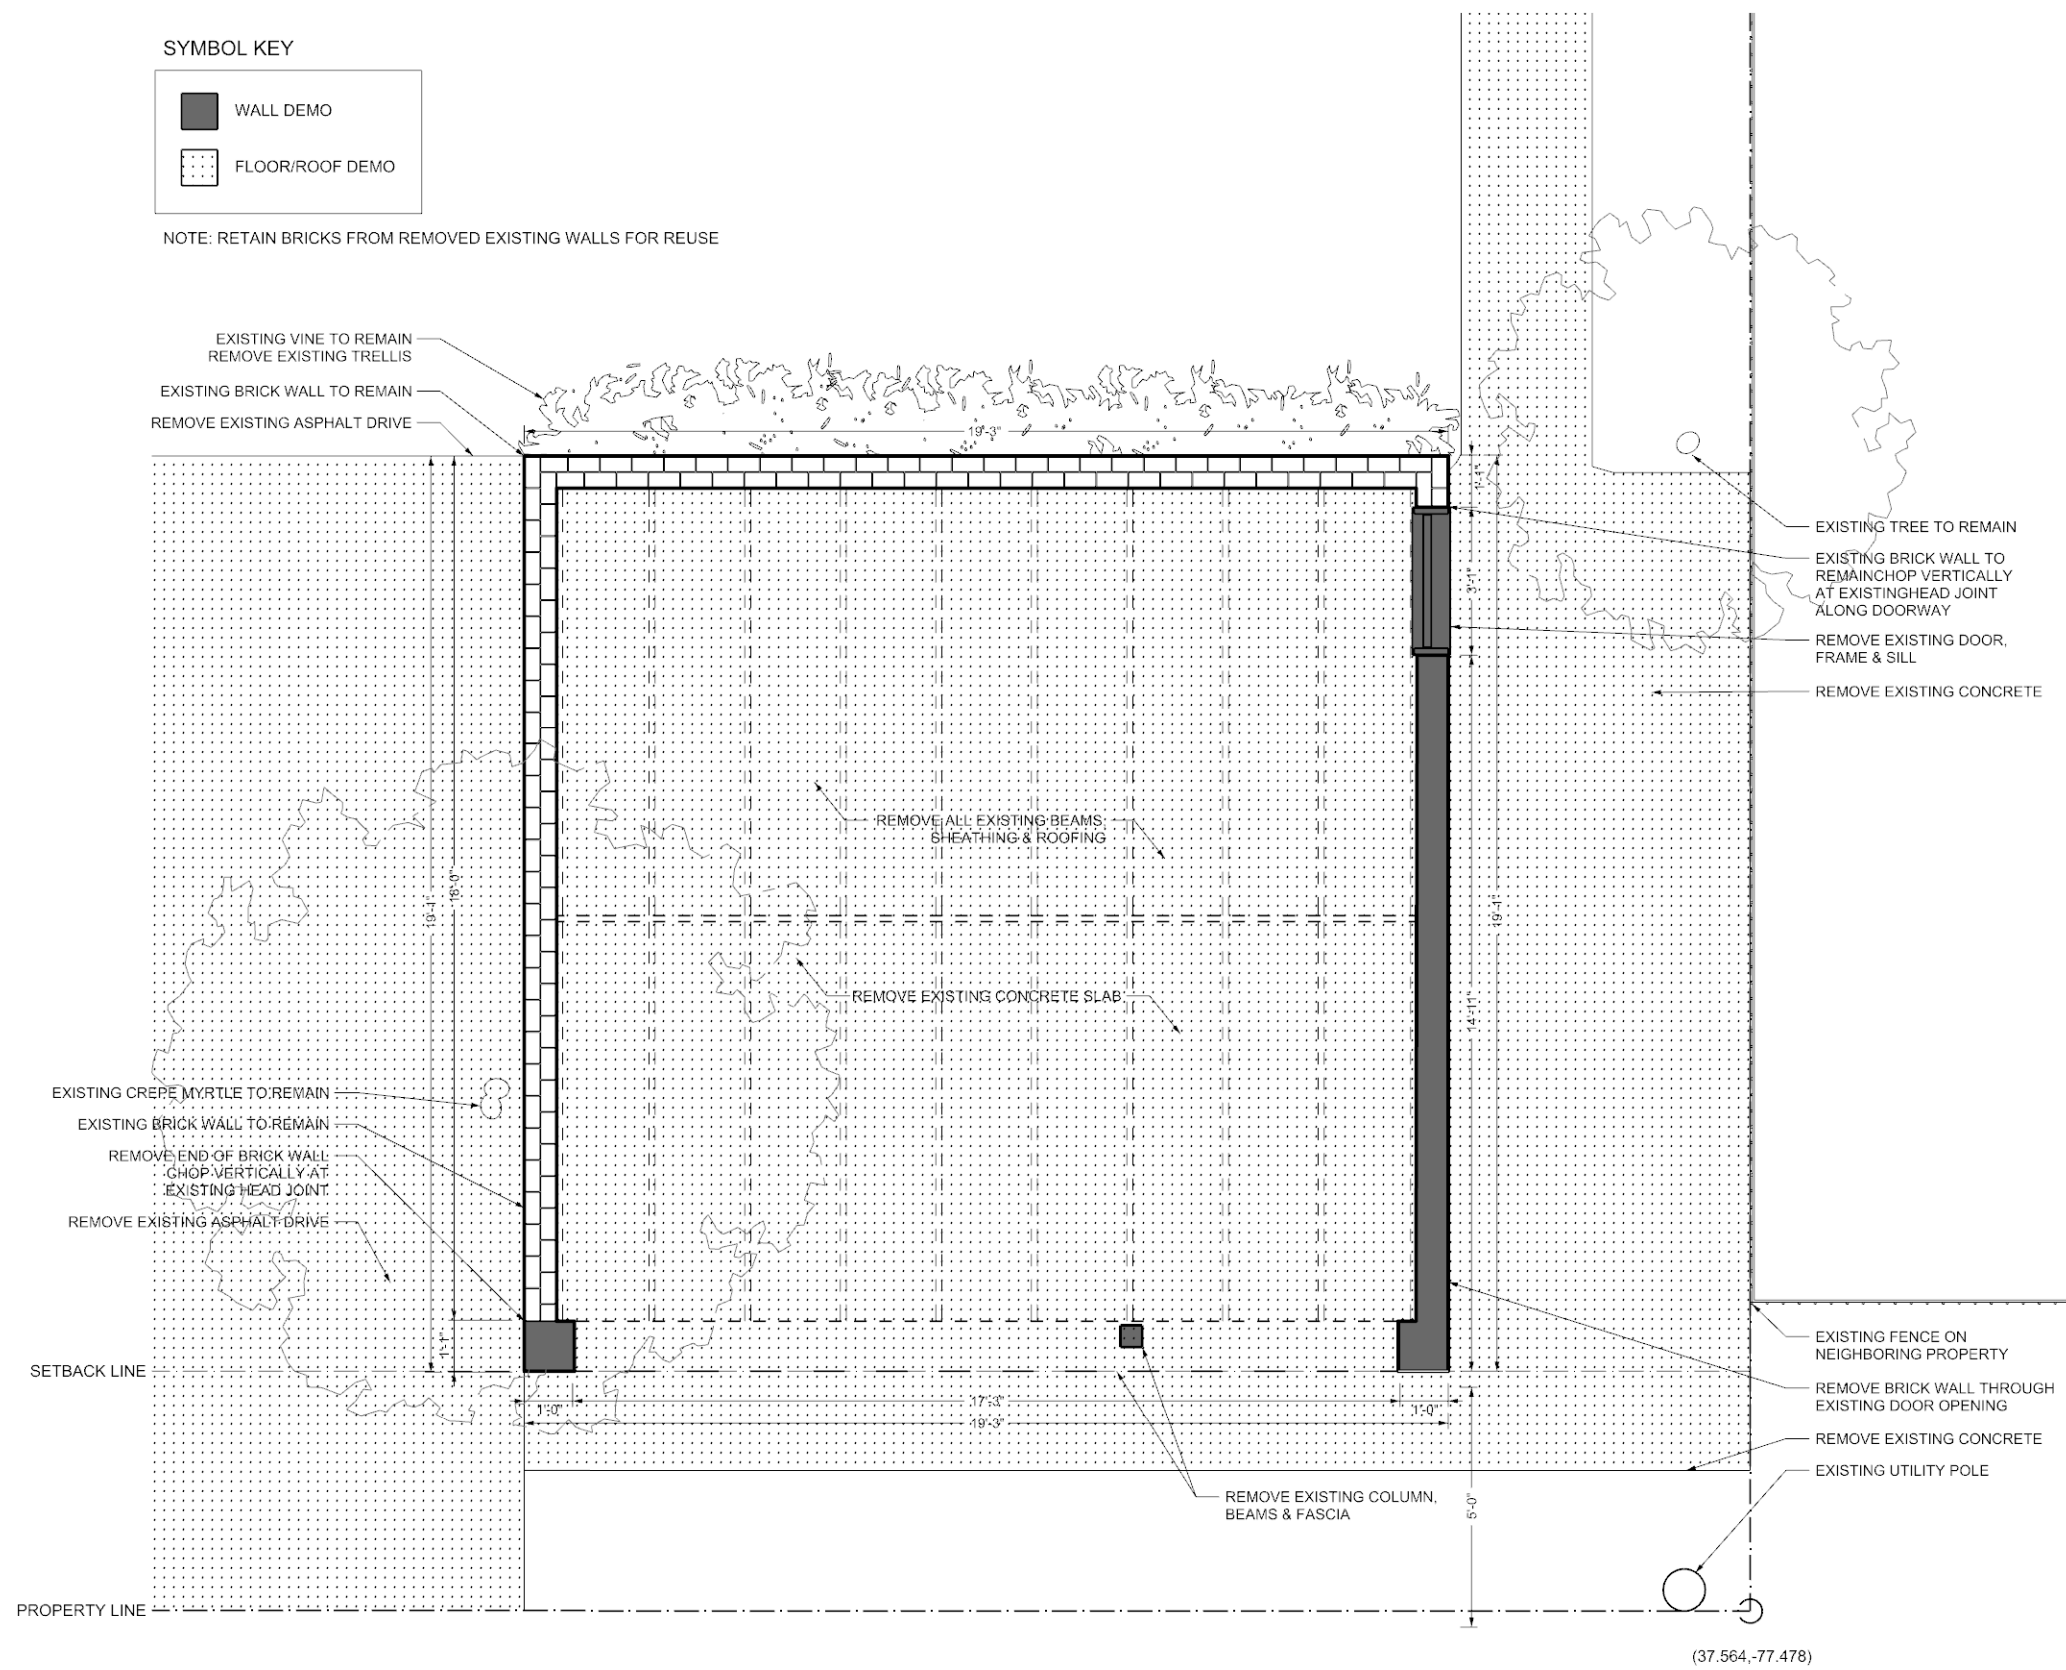 SYMBOL KEY
WALL DEMO
FLOOR/ROOF DEMO
NOTE: RETAIN BRICKS FROM REMOVED EXISTING WALLS FOR REUSE
EXISTING VINE TO REMAIN
REMOVE EXISTING TRELLIS
EXISTING BRICK WALL TO REMAIN
REMOVE EXISTING ASPHALT DRIVE
19'-3"
1'-1"
3'-1"
EXISTING TREE TO REMAIN
EXISTING BRICK WALL TO
REMAINCHOP VERTICALLY
AT EXISTINGHEAD JOINT
ALONG DOORWAY
REMOVE EXISTING DOOR,
FRAME & SILL
REMOVE EXISTING CONCRETE
REMOVE ALL EXISTING BEAMS,
SHEATHING & ROOFING
19'-1"
18'-0"
19'-1"
14'-11"
REMOVE EXISTING CONCRETE SLAB
EXISTING CREPE MYRTLE TO REMAIN
EXISTING BRICK WALL TO REMAIN
REMOVE END OF BRICK WALL
CHOP VERTICALLY AT
EXISTING HEAD JOINT
REMOVE EXISTING ASPHALT DRIVE
1'-1"
SETBACK LINE
1'-0"
17'-3"
1'-0"
19'-3"
EXISTING FENCE ON
NEIGHBORING PROPERTY
REMOVE BRICK WALL THROUGH
EXISTING DOOR OPENING
REMOVE EXISTING CONCRETE
EXISTING UTILITY POLE
REMOVE EXISTING COLUMN,
BEAMS & FASCIA
5'-0"
PROPERTY LINE
(37.564,-77.478)